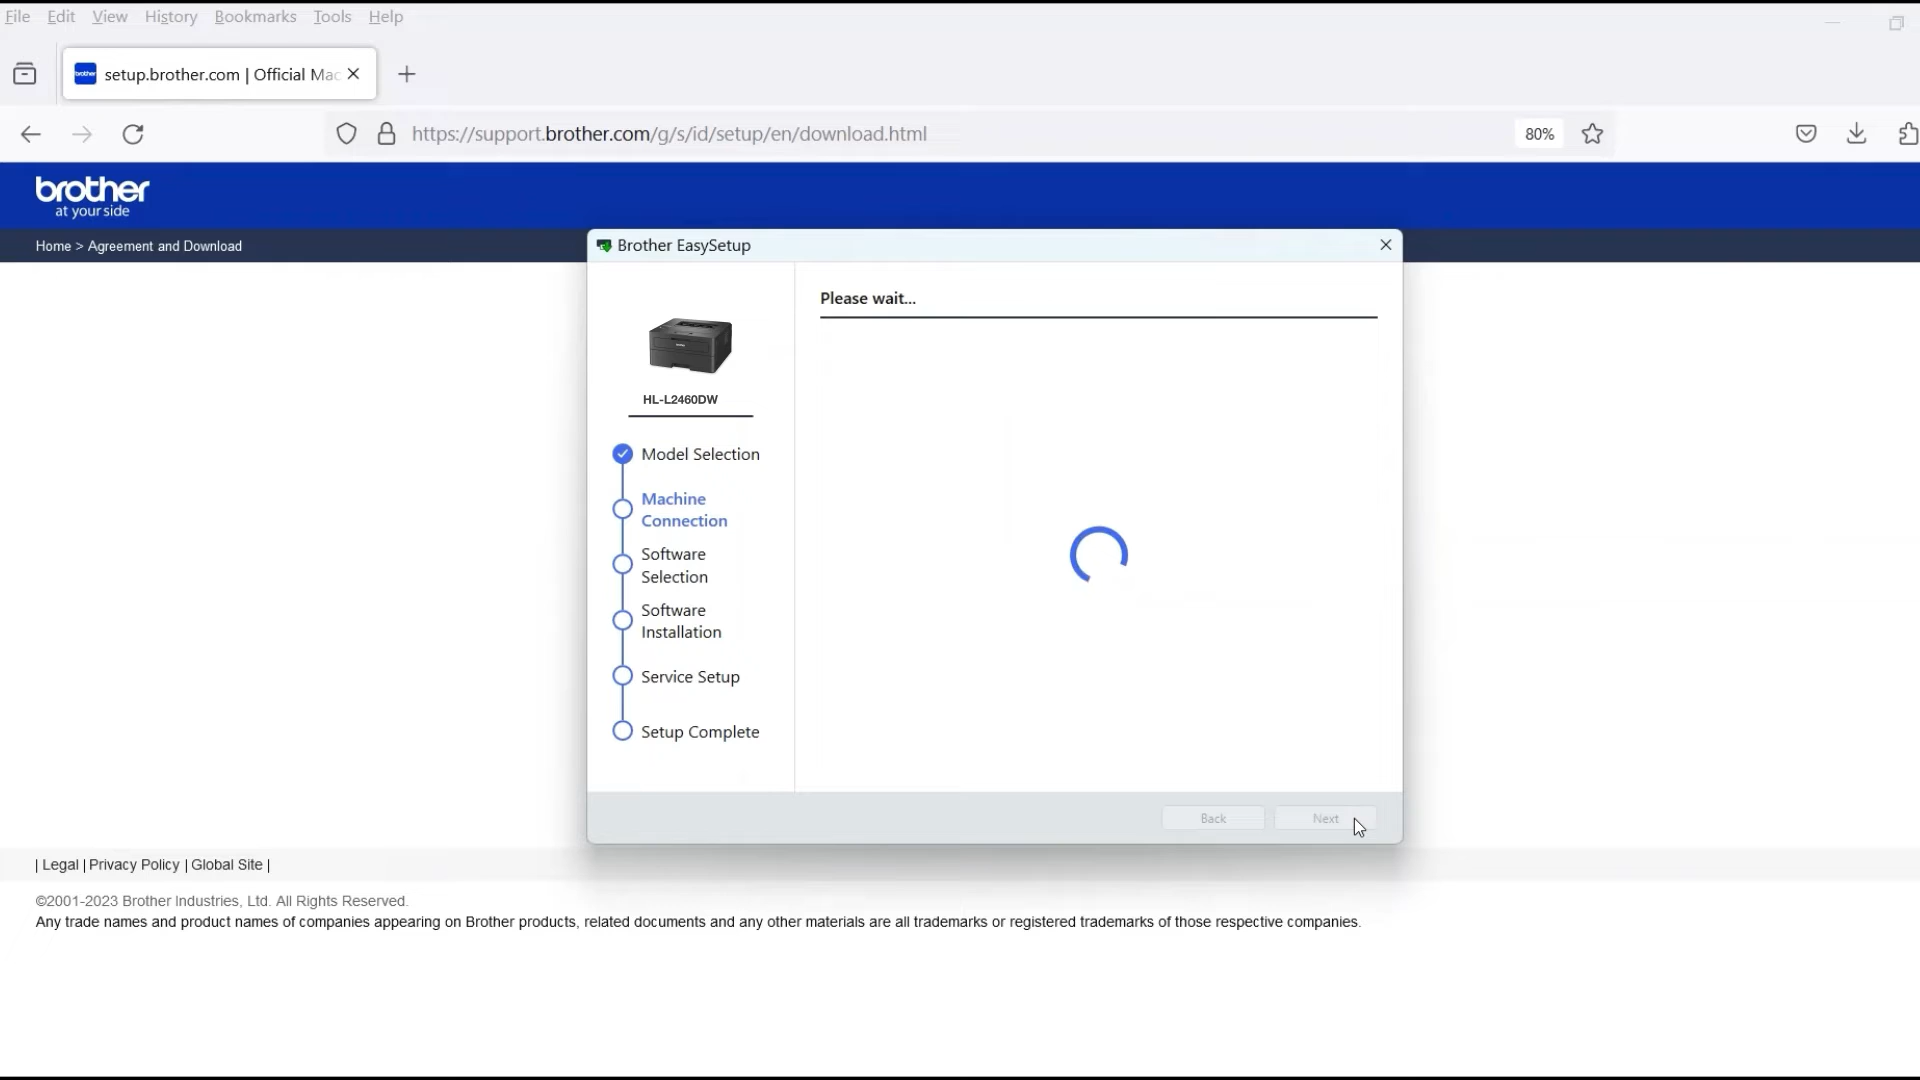 File Edit View History Bookmarks Tools Help
brother setup.brother.com | Official Mac
https://support.brother.com/g/s/id/setup/en/download.html 80%
brother
at your side
Home > Agreement and Download
Brother EasySetup
Please wait...
HL-L2460DW
Model Selection
Machine
Connection
Software
Selection
Software
Installation
Service Setup
Setup Complete
Back Next
| Legal | Privacy Policy | Global Site |
©2001-2023 Brother Industries, Ltd. All Rights Reserved.
Any trade names and product names of companies appearing on Brother products, related documents and any other materials are all trademarks or registered trademarks of those respective companies.